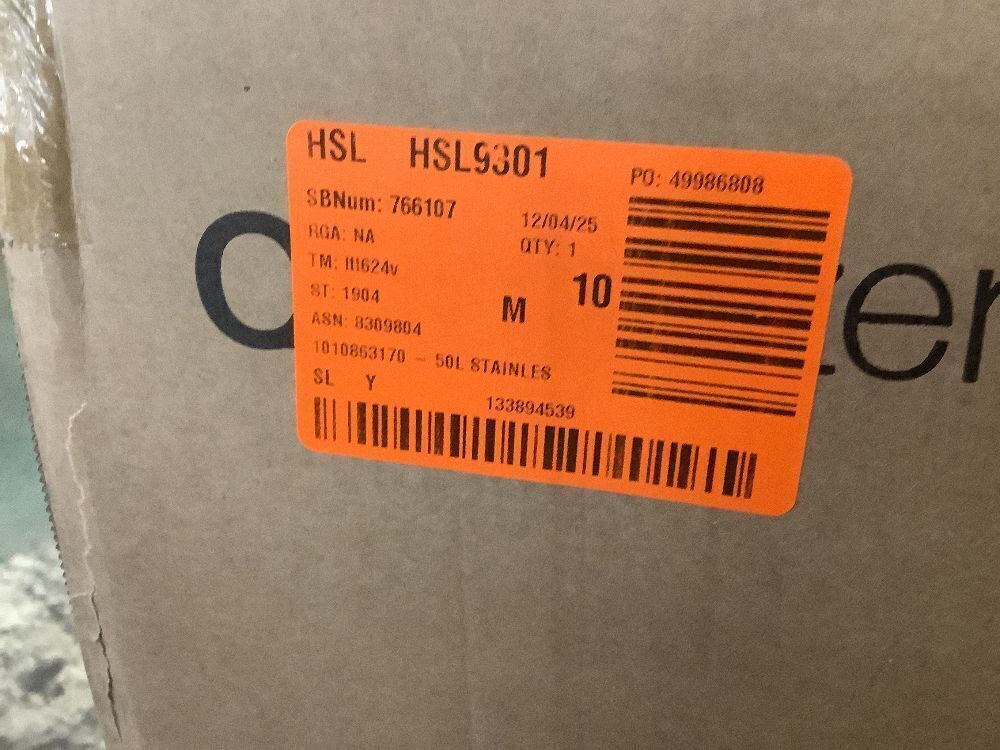 HSL HSL9301
PO: 49986808
SBNum: 766107
12/04/25
RGA: NA
QTY: 1
TM: III624v
10
ST: 1904
M
ASN: 8309804
1010863170 - 50L STAINLES
SL Y
133894539